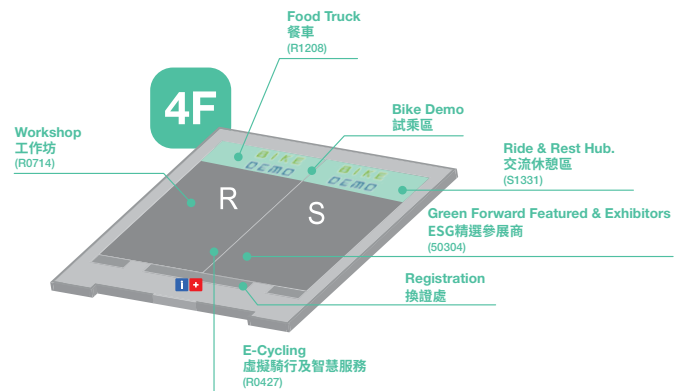 Food Truck
餐車
(R1208)
4F
Bike Demo
試乘區
Workshop
工作坊
(R0714)
Ride & Rest Hub.
交流休憩區
(S1331)
BIKE
DEMO
BIKE
DEMO
R
S
Green Forward Featured & Exhibitors
ESG精選參展商
(50304)
Registration
換證處
i
+
E-Cycling
虛擬騎行及智慧服務
(R0427)